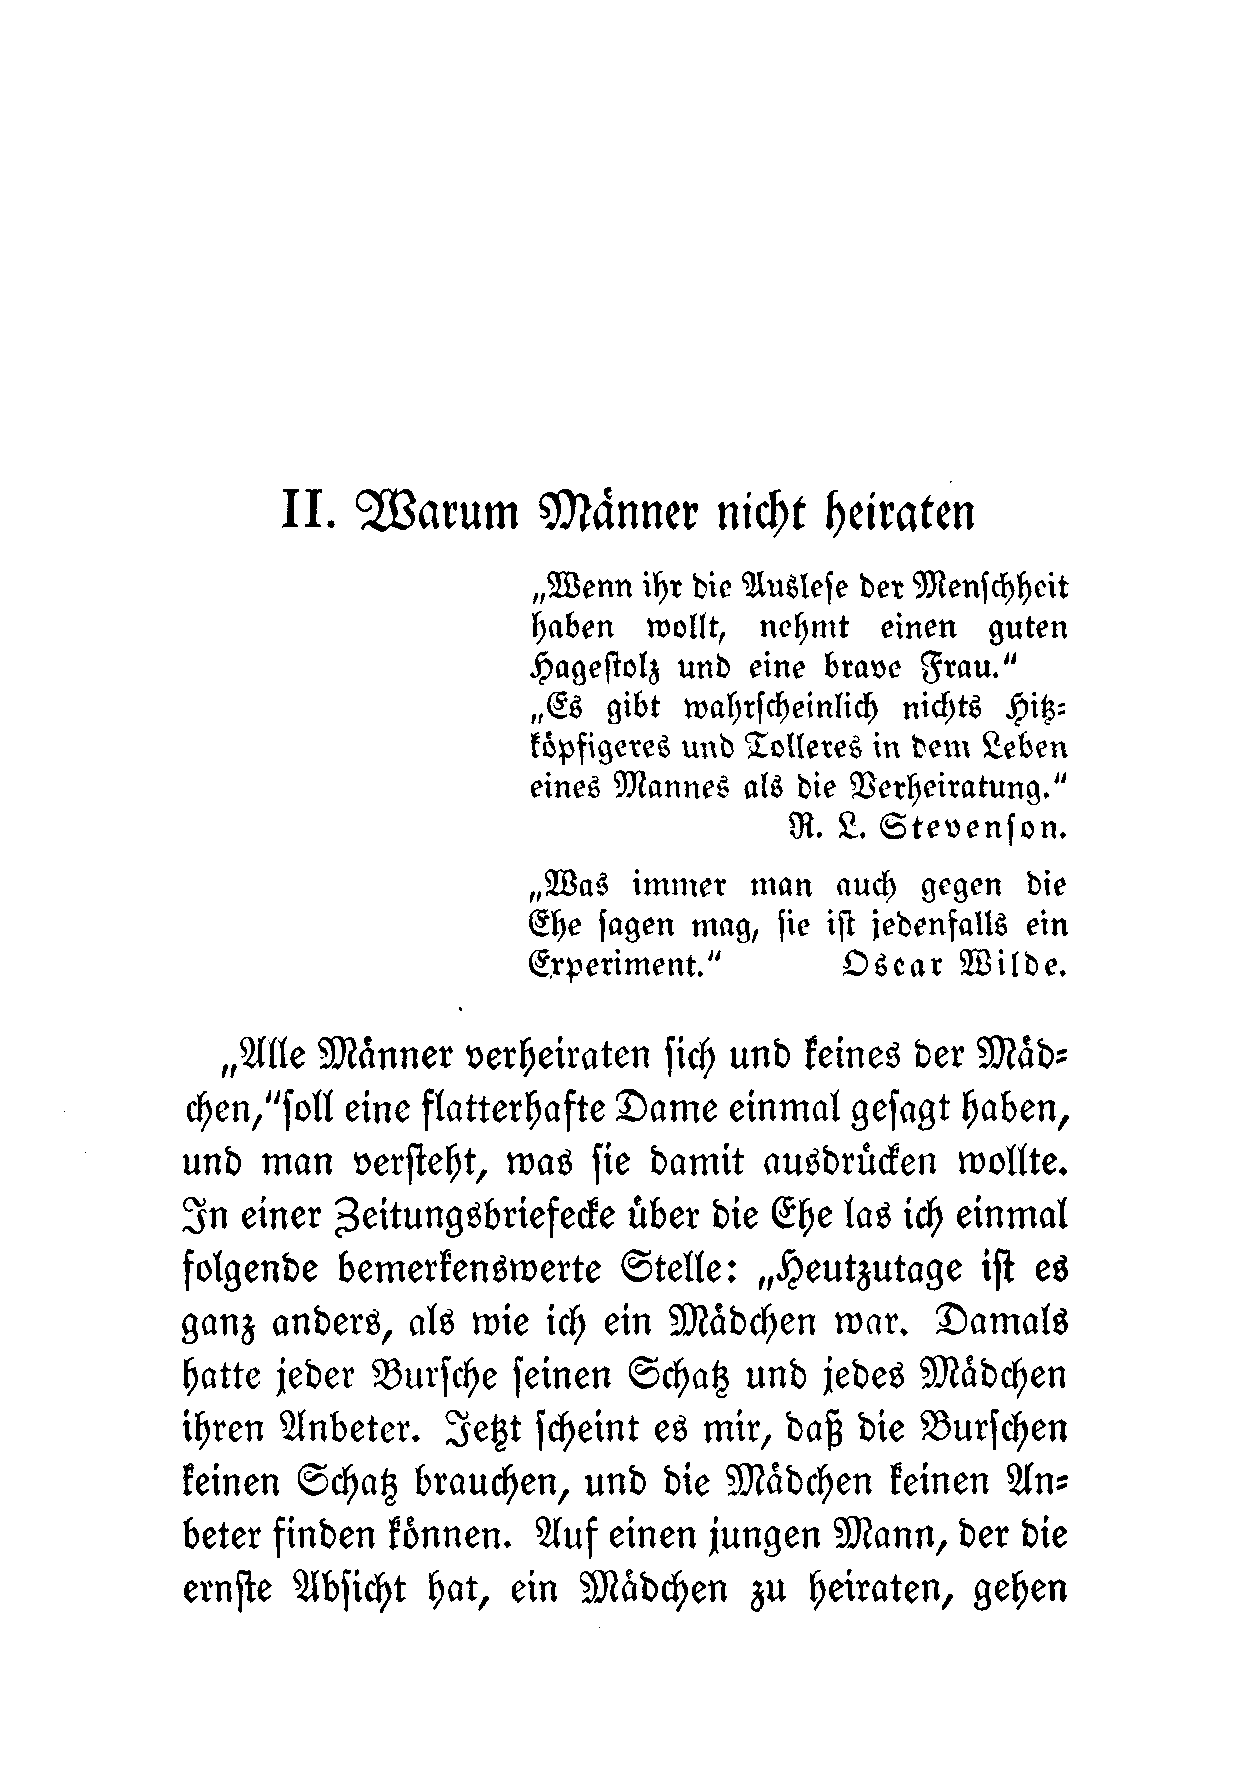 II. Warum Männer nicht heiraten
„Wenn ihr die Auslese der Menschheit
haben wollt, nehmt einen guten
Hagestolz und eine brave Frau.“
„Es gibt wahrscheinlich nichts Hitz-
köpfigeres und Tolleres in dem Leben
eines Mannes als die Verheiratung.“
R. L. Stevenson.
„Was immer man auch gegen die
Ehe sagen mag, sie ist jedenfalls ein
Experiment.“ Oscar Wilde.
„Alle Männer verheiraten sich und keines der Mäd-
chen,“ soll eine flatterhafte Dame einmal gesagt haben,
und man versteht, was sie damit ausdrücken wollte.
In einer Zeitungsbriefecke über die Ehe las ich einmal
folgende bemerkenswerte Stelle: „Heutzutage ist es
ganz anders, als wie ich ein Mädchen war. Damals
hatte jeder Bursche seinen Schatz und jedes Mädchen
ihren Anbeter. Jetzt scheint es mir, daß die Burschen
keinen Schatz brauchen, und die Mädchen keinen An-
beter finden können. Auf einen jungen Mann, der die
ernste Absicht hat, ein Mädchen zu heiraten, gehen